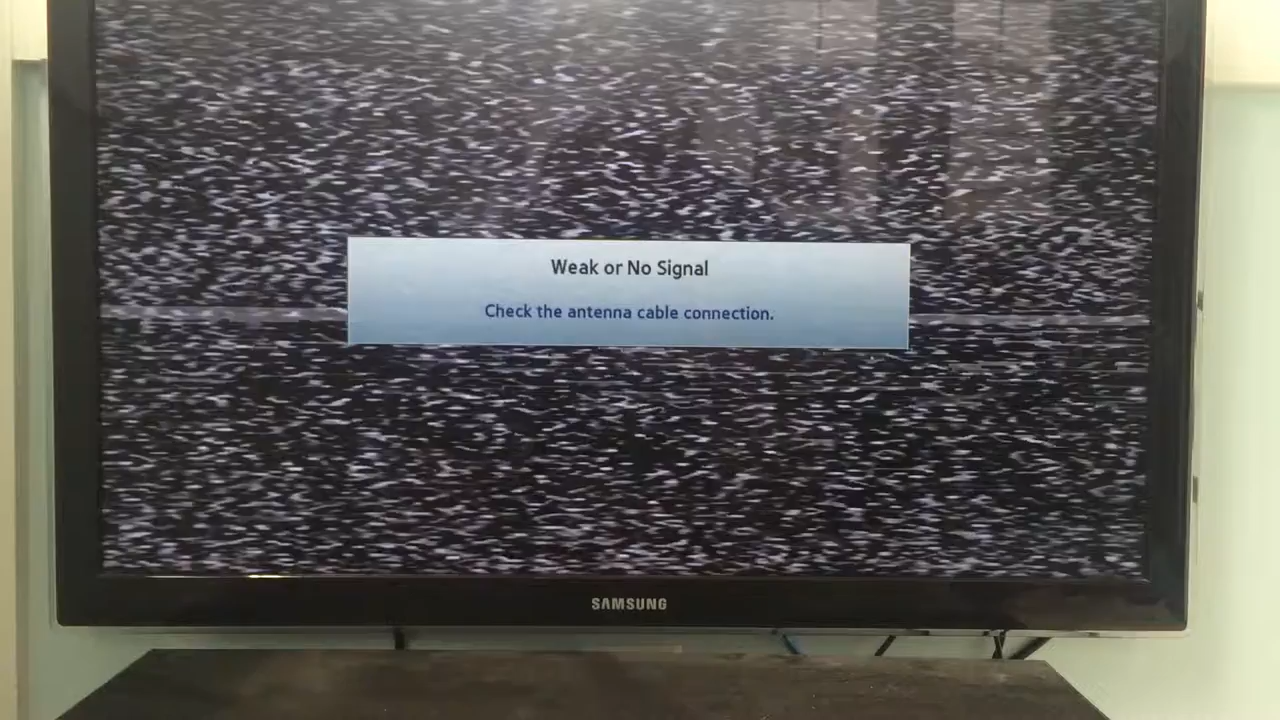 Weak or No Signal
Check the antenna cable connection.
SAMSUNG